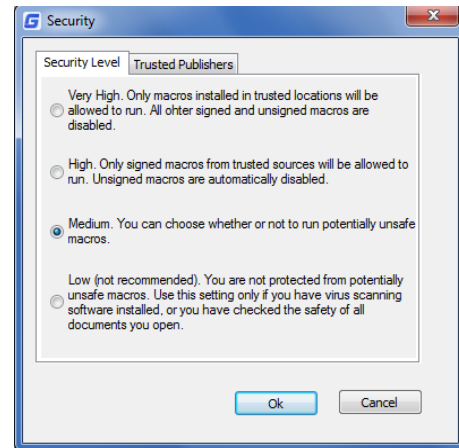 Security
Security Level Trusted Publishers
Very High. Only macros installed in trusted locations will be
allowed to run. All ohter signed and unsigned macros are
disabled.
High. Only signed macros from trusted sources will be allowed to
run. Unsigned macros are automatically disabled.
Medium. You can choose whether or not to run potentially unsafe
macros.
Low (not recommended). You are not protected from potentially
unsafe macros. Use this setting only if you have virus scanning
software installed, or you have checked the safety of all
documents you open.
Ok Cancel